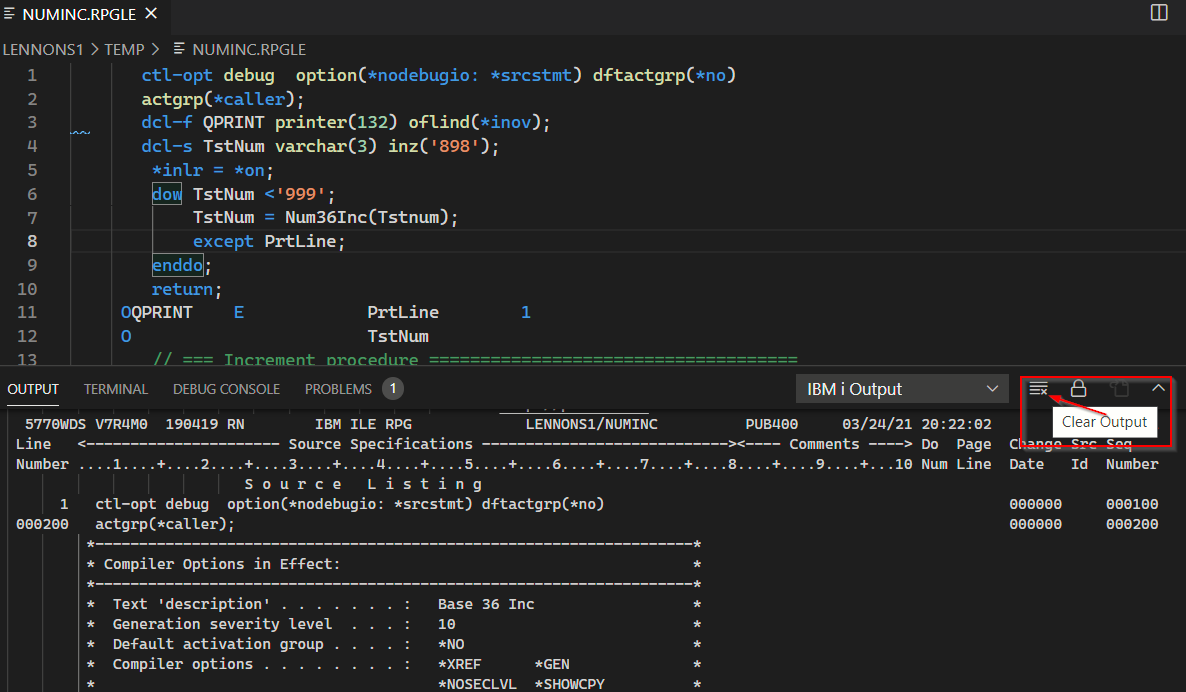 NUMINC.RPGLE
LENNONS1 > TEMP > NUMINC.RPGLE
1 ctl-opt debug  option(*nodebugio: *srcstmt) dftactgrp(*no)
2 actgrp(*caller);
3 dcl-f QPRINT printer(132) oflind(*inov);
4 dcl-s TstNum varchar(3) inz('898');
5 *inlr = *on;
6 dow TstNum <'999';
7 TstNum = Num36Inc(Tstnum);
8 except PrtLine;
9 enddo;
10 return;
11 OQPRINT    E            PrtLine        1
12 O                       TstNum
13 // === Increment procedure ====================================
OUTPUT TERMINAL DEBUG CONSOLE PROBLEMS 1 IBM i Output
Clear Output
5770WDS V7R4M0  190419 RN        IBM ILE RPG             LENNONS1/NUMINC          PUB400     03/24/21 20:22:02
Line   <---------------------- Source Specifications ----------------------------><---- Comments ----> Do  Page  Change Src Seq
Number ....1....+....2....+....3....+....4....+....5....+....6....+....7....+....8....+....9....+...10 Num Line  Date   Id  Number
S o u r c e   L i s t i n g
1   ctl-opt debug  option(*nodebugio: *srcstmt) dftactgrp(*no)   000000     000100
000200   actgrp(*caller);   000000     000200
*--------------------------------------------------------------------*
* Compiler Options in Effect:                                        *
*--------------------------------------------------------------------*
*  Text 'description' . . . . . . . :   Base 36 Inc                  *
*  Generation severity level  . . . :   10                           *
*  Default activation group . . . . :   *NO                          *
*  Compiler options . . . . . . . . :   *XREF      *GEN              *
*                                       *NOSECLVL  *SHOWCPY          *